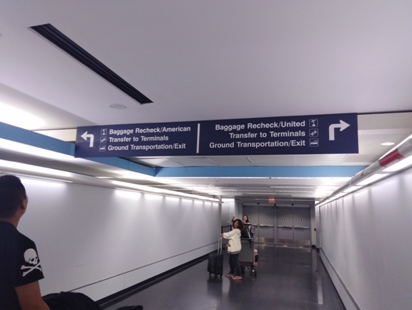 Baggage Recheck/American
Transfer to Terminals
Ground Transportation/Exit
Baggage Recheck/United
Transfer to Terminals
Ground Transportation/Exit